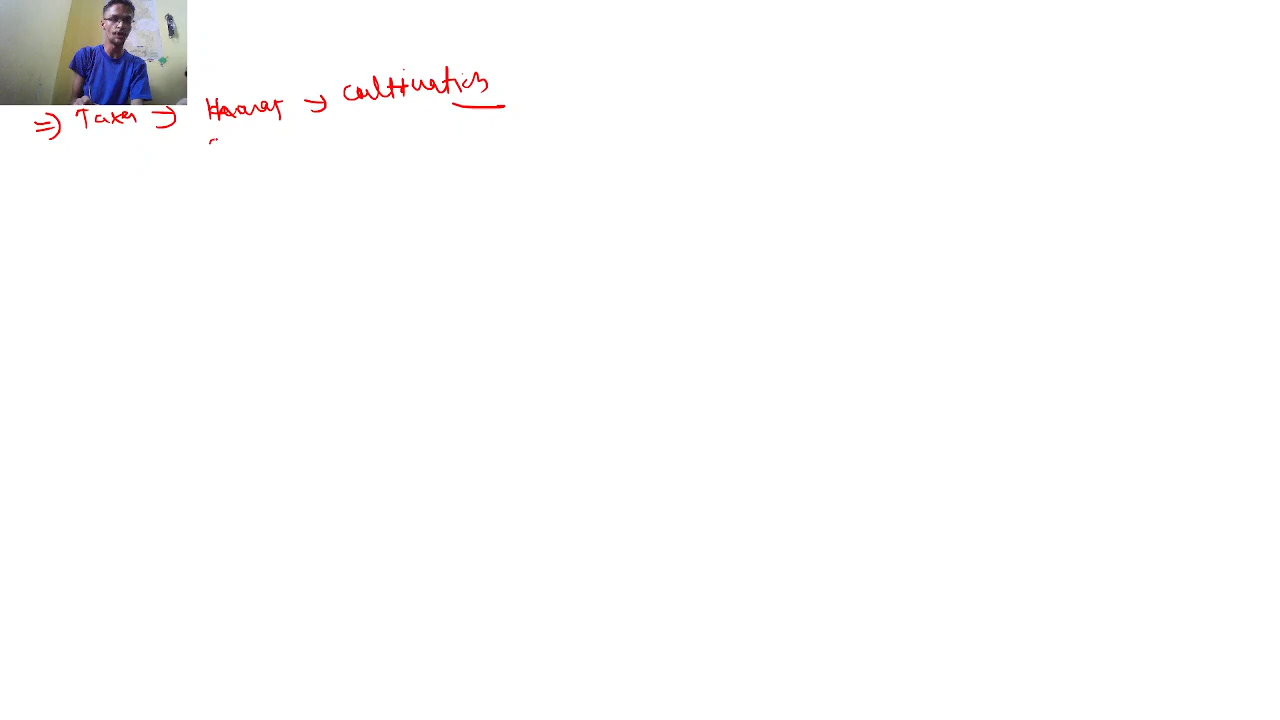 ⇒ Taxes → Harvest → cultivation